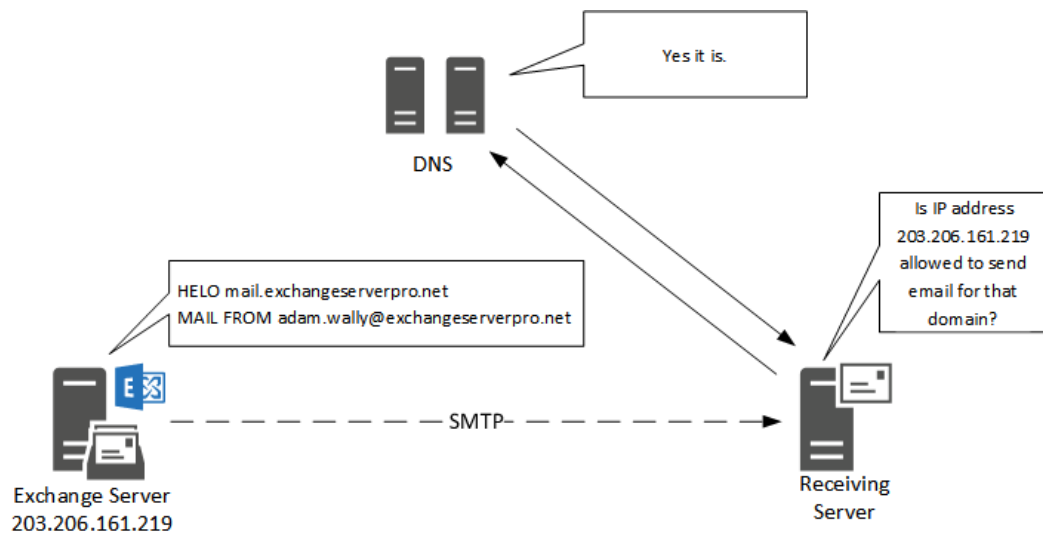 Yes it is.
DNS
Is IP address
203.206.161.219
allowed to send
email for that
domain?
HELO mail.exchangeserverpro.net
MAIL FROM adam.wally@exchangeserverpro.net
E
SMTP
Exchange Server
203.206.161.219
Receiving
Server